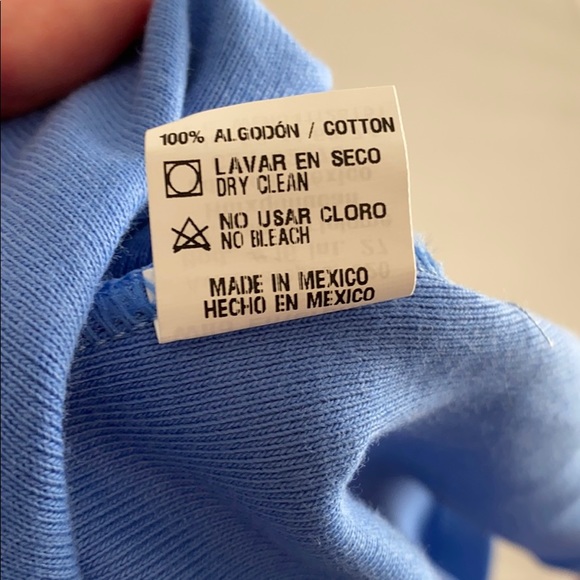 100% ALGODÓN / COTTON
LAVAR EN SECO
DRY CLEAN
NO USAR CLORO
NO BLEACH
MADE IN MEXICO
HECHO EN MEXICO